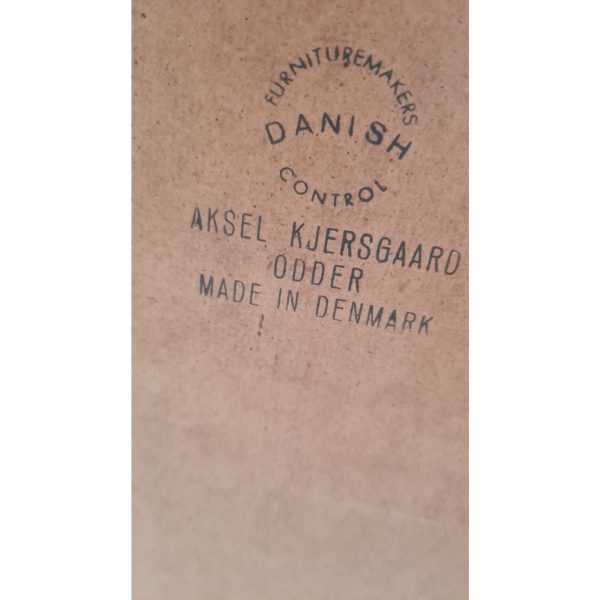 FURNITUREMAKERS
DANISH
CONTROL
AKSEL KJERSGAARD
ODDER
MADE IN DENMARK